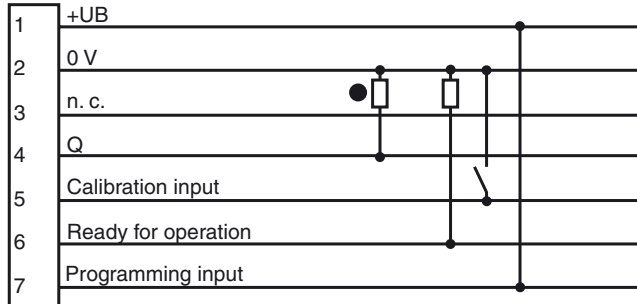 1 +UB
2 0 V
3 n. c.
4 Q
5 Calibration input
6 Ready for operation
7 Programming input